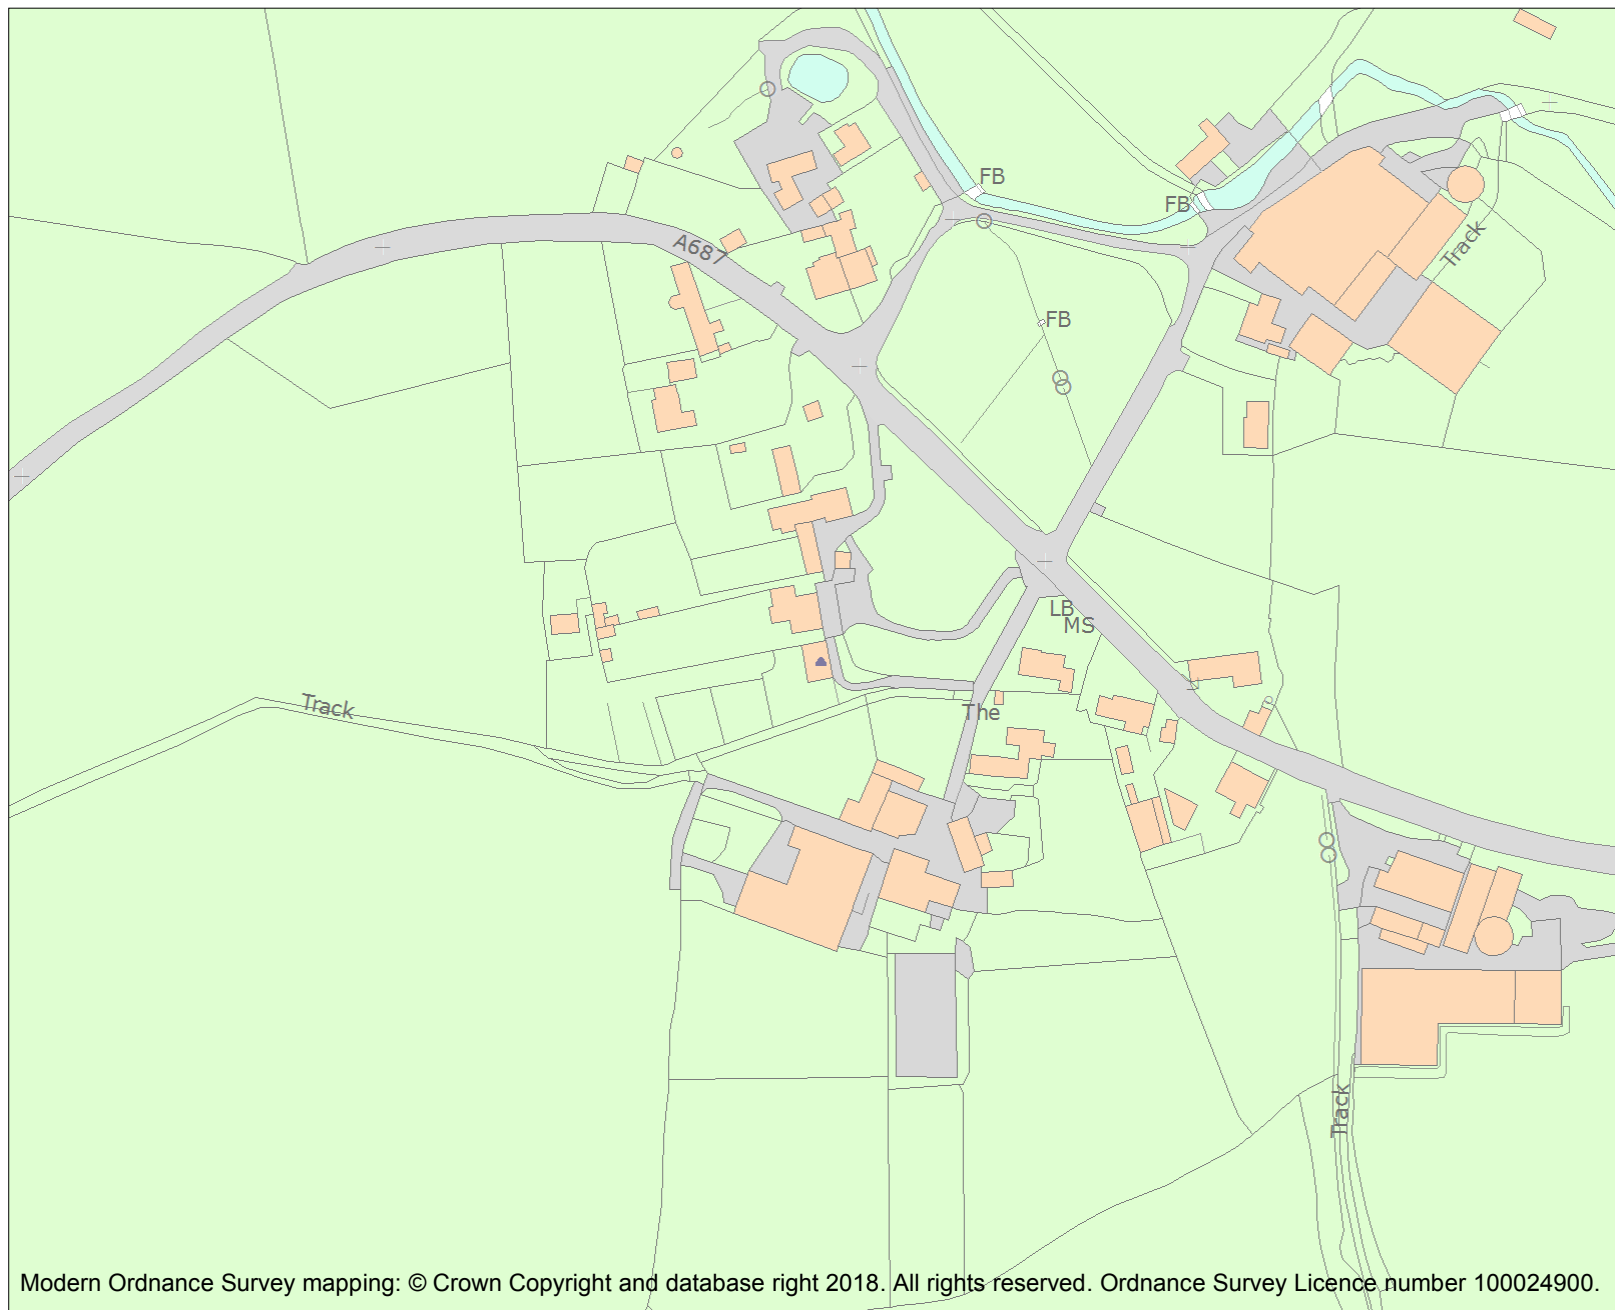 FB
FB
A687
Track
FB
LB
MS
Track
The
Track
Modern Ordnance Survey mapping: © Crown Copyright and database right 2018. All rights reserved. Ordnance Survey Licence number 100024900.